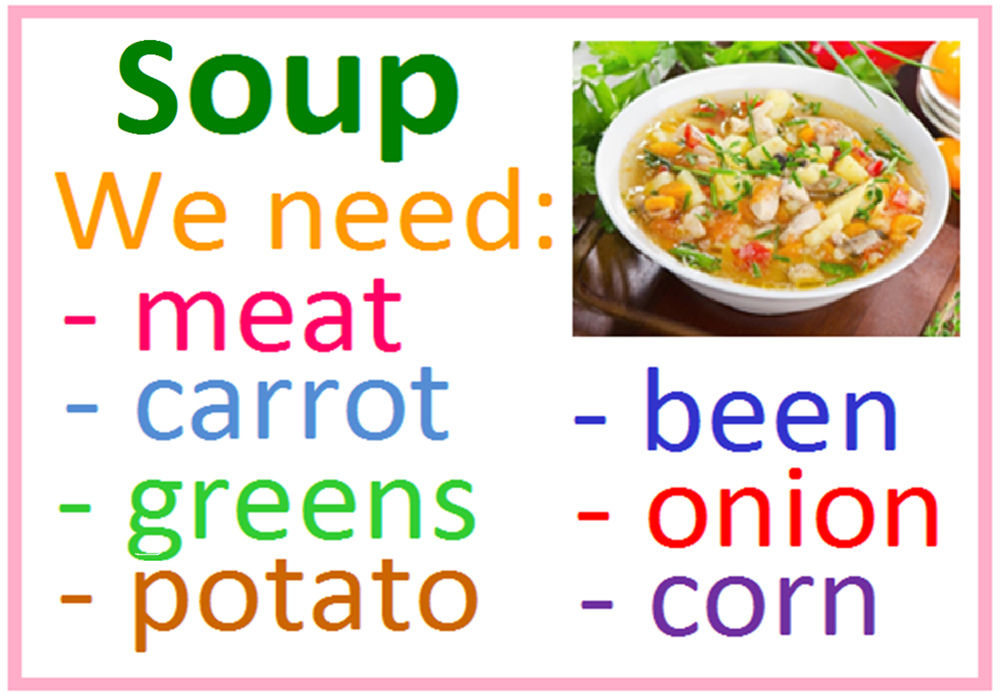 Soup
We need:
- meat
- carrot
- greens
- potato
- been
- onion
- corn